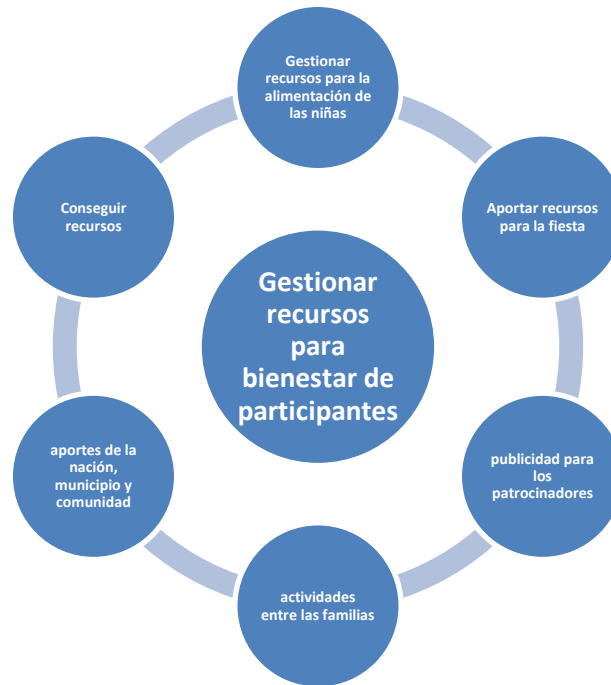 Gestionar
recursos para la
alimentación de
las niñas
Aportar recursos
para la fiesta
publicidad para
los
patrocinadores
actividades
entre las familias
aportes de la
nación,
municipio y
comunidad
Conseguir
recursos
Gestionar
recursos
para
bienestar de
participantes